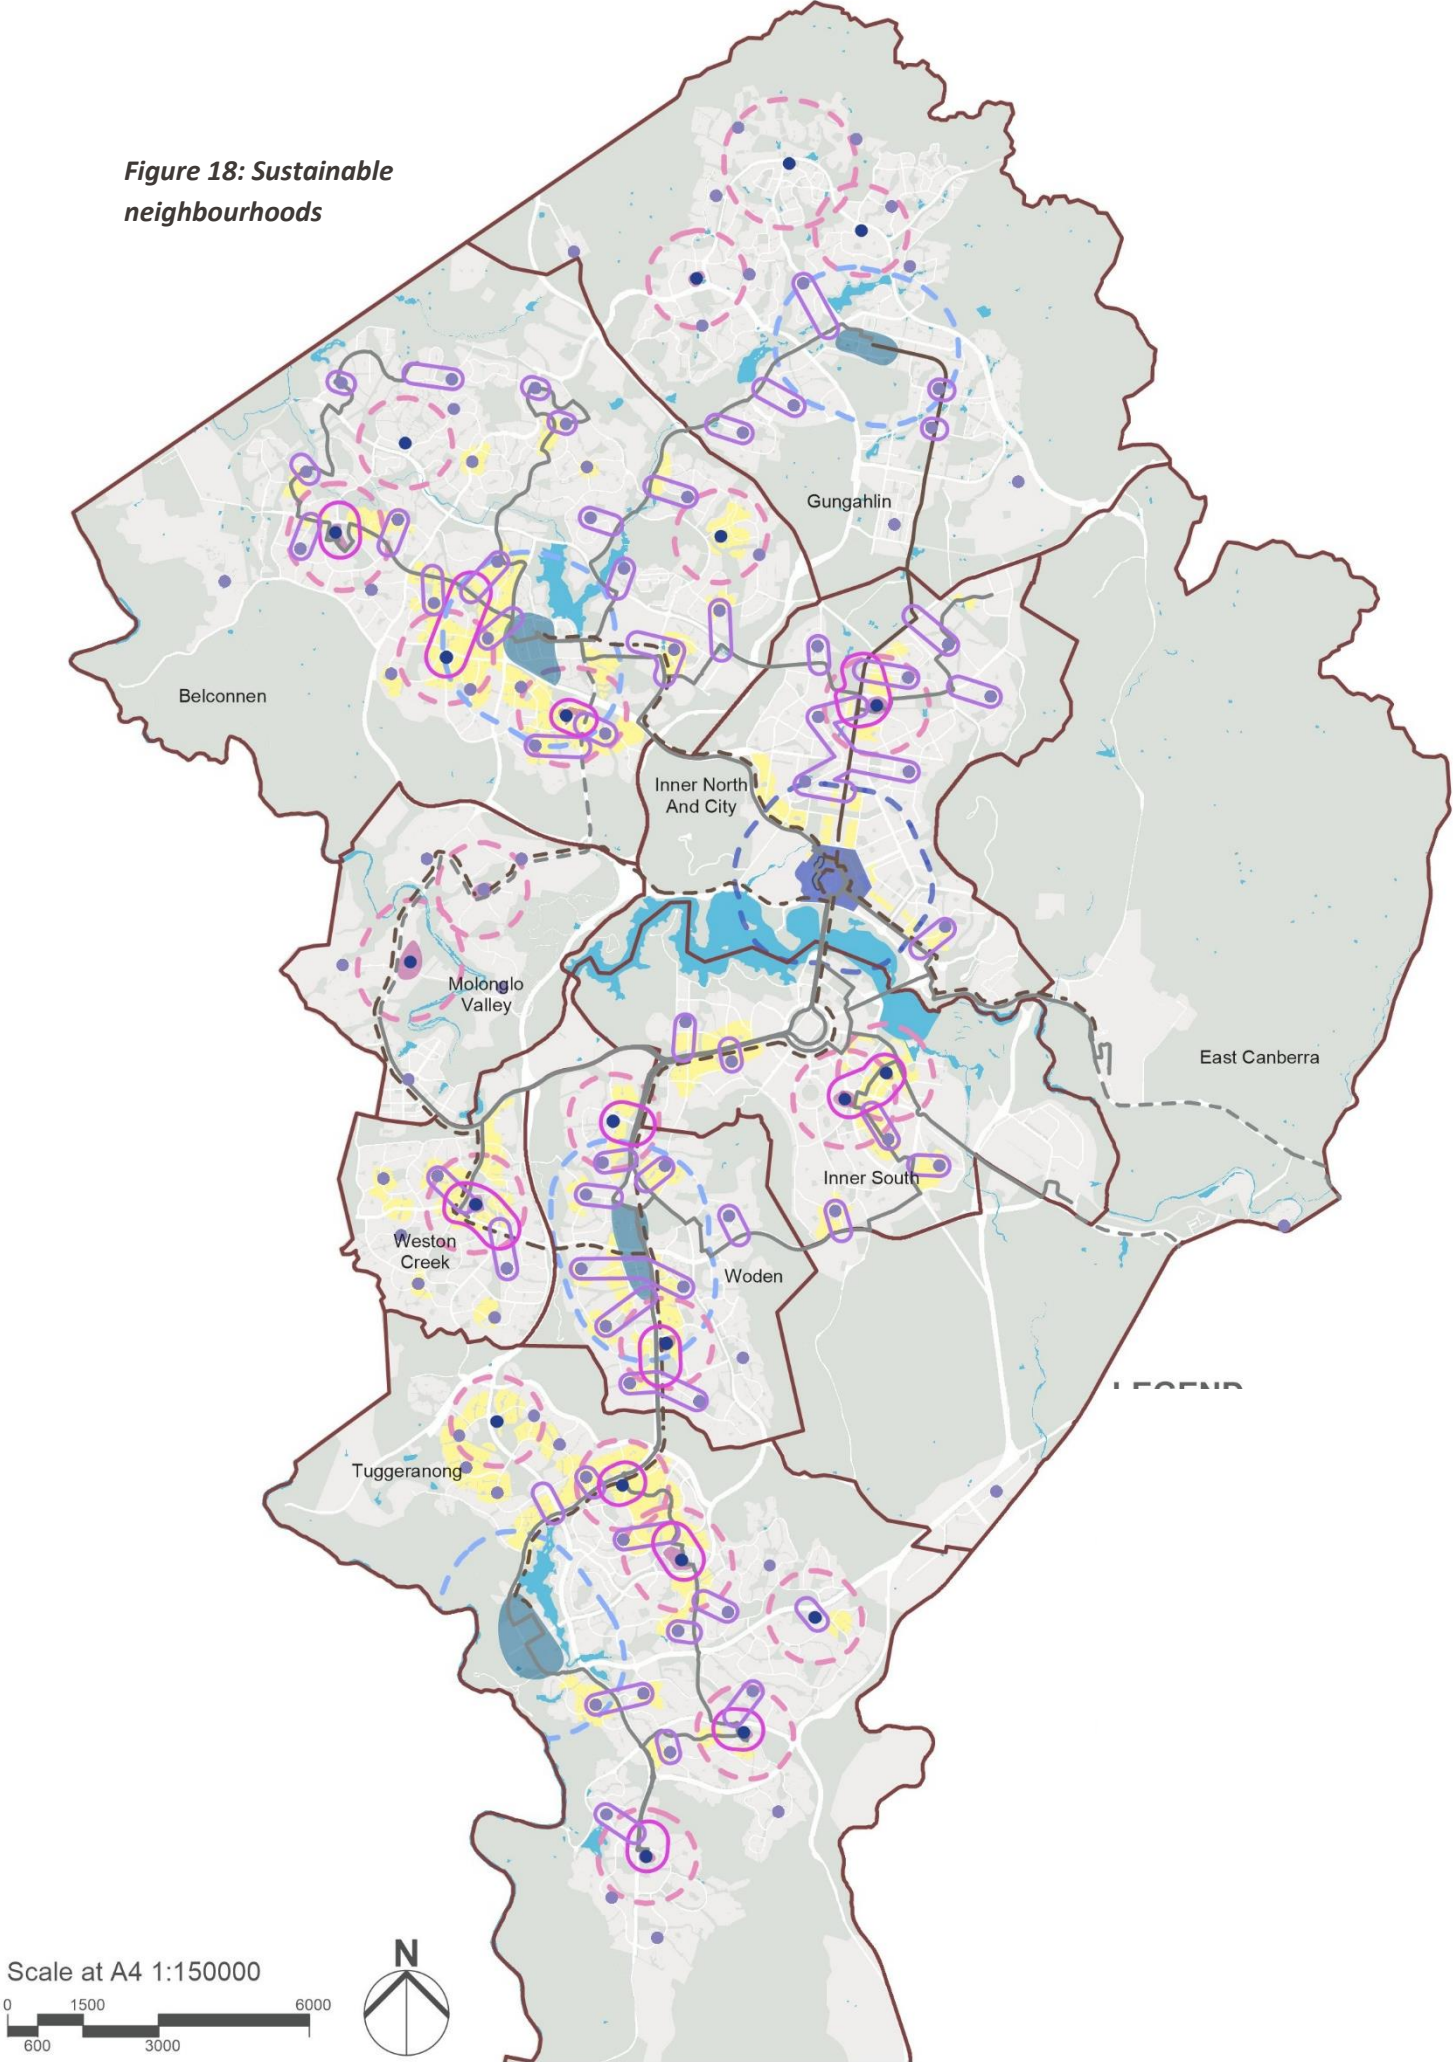 Figure 18: Sustainable
neighbourhoods
Gungahlin
Belconnen
Inner North
And City
Molonglo
Valley
East Canberra
Inner South
Weston
Creek
Woden
LEGEND
Tuggeranong
N
Scale at A4 1:150000
0 1500 6000
600 3000